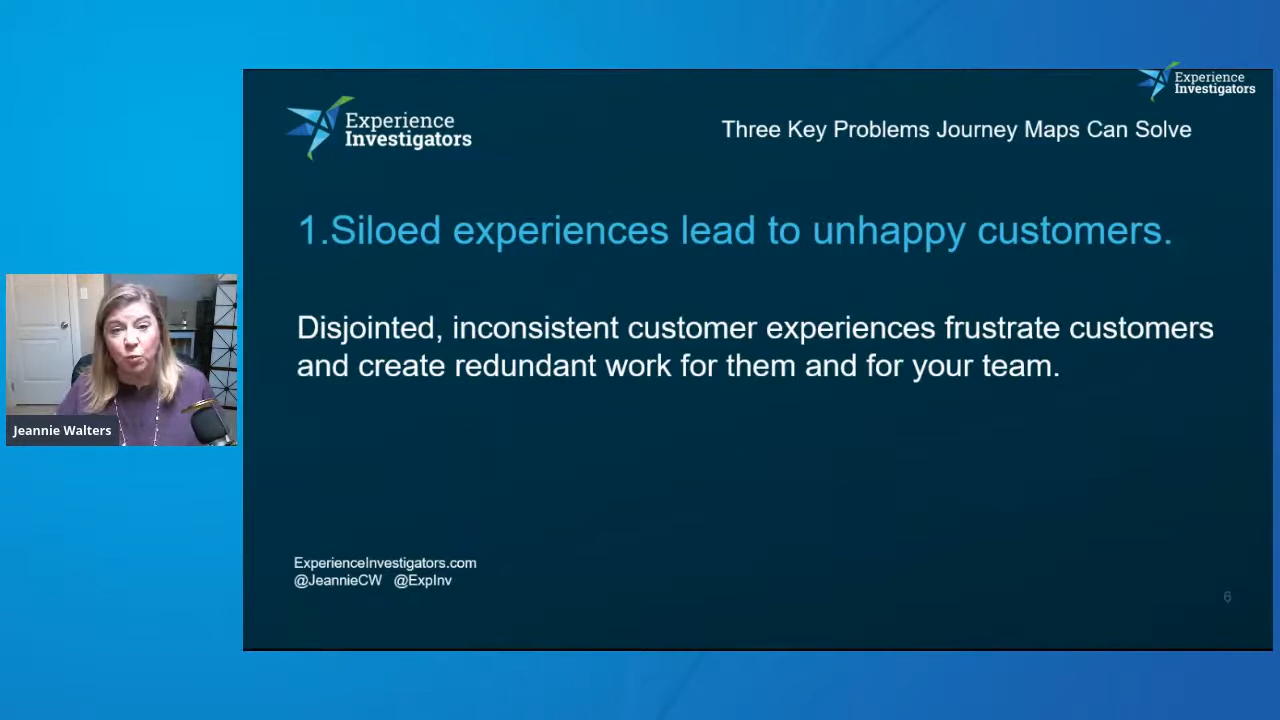 Experience
Investigators
Experience
Investigators
Three Key Problems Journey Maps Can Solve
1.Siloed experiences lead to unhappy customers.
Disjointed, inconsistent customer experiences frustrate customers
and create redundant work for them and for your team.
Jeannie Walters
ExperienceInvestigators.com
@JeannieCW @ExpInv
6